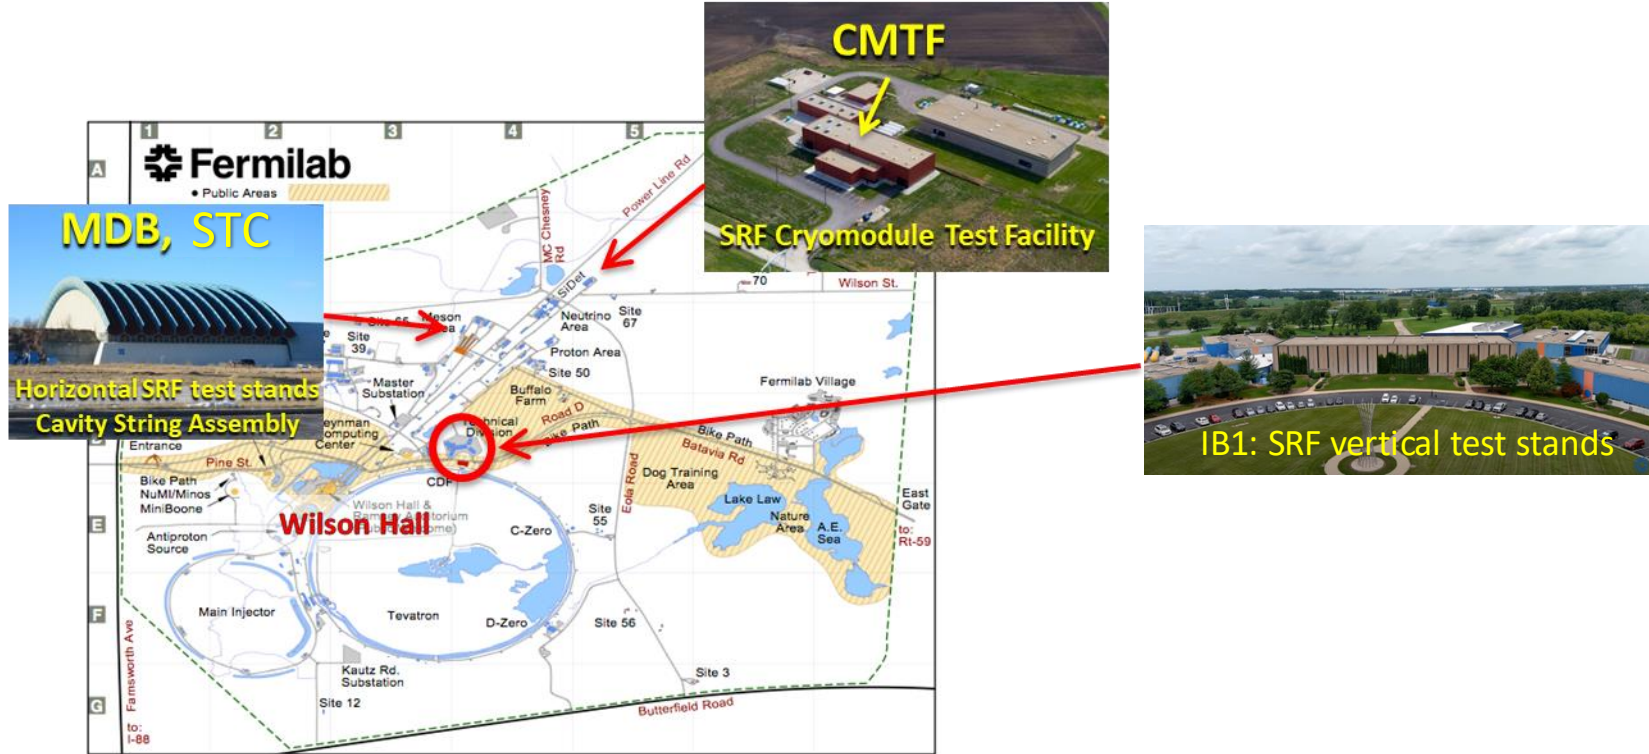 CMTF
SRF Cryomodule Test Facility
1
2
3
4
5
Fermilab
• Public Areas
A
MDB, STC
Horizontal SRF test stands
Cavity String Assembly
MC Chesney
Rd
Power Line Rd
SiDet
70
Wilson St.
Meson
Site
39
Neutrino
Area
Site
67
Proton Area
Site 50
Master
Substation
Buffalo
Farm
Fermilab Village
Road D
Technical
Division
Bike Path
Computing
Center
Bike Path
Batavia Rd
IB1: SRF vertical test stands
Entrance
Pine St.
Bike Path
NuMI/Minos
MiniBoone
CDF
Eola Road
Dog Training
Area
Lake Law
Nature
Area
A.E.
Sea
East
Gate
to:
Rt-59
E
Wilson Hall &
Wilson Hall
Antiproton
Source
C-Zero
Site
55
Main Injector
Tevatron
D-Zero
Site 56
F
Kautz Rd.
Substation
Site 3
Site 12
G
Farnsworth Ave
to:
I-88
Butterfield Road